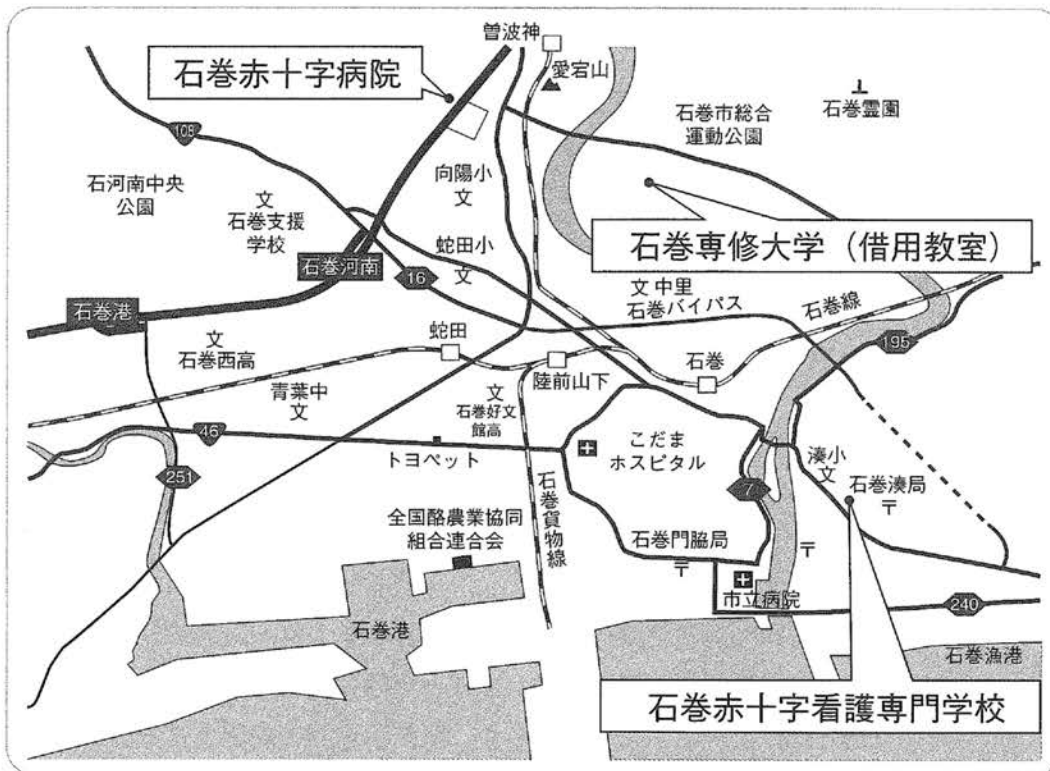 曽波神
石巻赤十字病院
愛宕山
石巻霊園
石巻市総合
運動公園
108
向陽小
文
石河南中央
公園
文
石巻支援
学校
石巻専修大学（借用教室）
蛇田小
文
石巻河南
16
文 中里
石巻バイパス
石巻線
石巻港
195
文
石巻西高
蛇田
石巻
陸前山下
青葉中
文
文
石巻好文
館高
46
トヨペット
こだま
ホスピタル
湊小
文
251
7
石巻湊局
〒
石巻貨物線
全国酪農業協同
組合連合会
石巻門脇局
〒
〒
市立病院
240
石巻港
石巻漁港
石巻赤十字看護専門学校